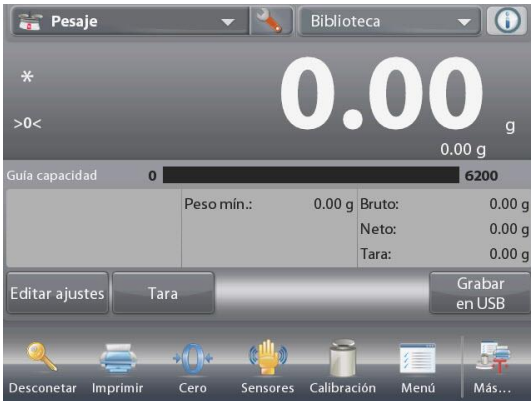 Pesaje
Biblioteca
*
0.00
>0<
g
0.00 g
Guía capacidad 0 6200
Peso mín.: 0.00 g Bruto: 0.00 g
Neto: 0.00 g
Tara: 0.00 g
Editar ajustes Tara Grabar
en USB
Desconetar Imprimir Cero Sensores Calibración Menú Más...